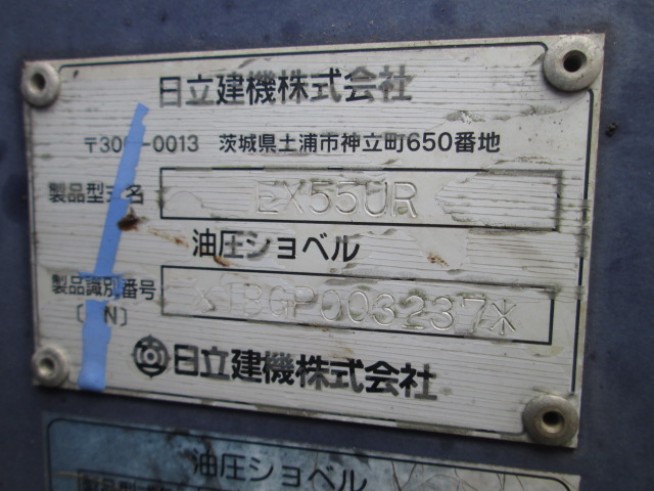 日立建機株式会社
〒30 -0013 茨城県土浦市神立町650番地
製品型式名 EX55UR
油圧ショベル
製品識別番号 *1BGP003237*
〔 N〕
日立建機株式会社
油圧ショベル